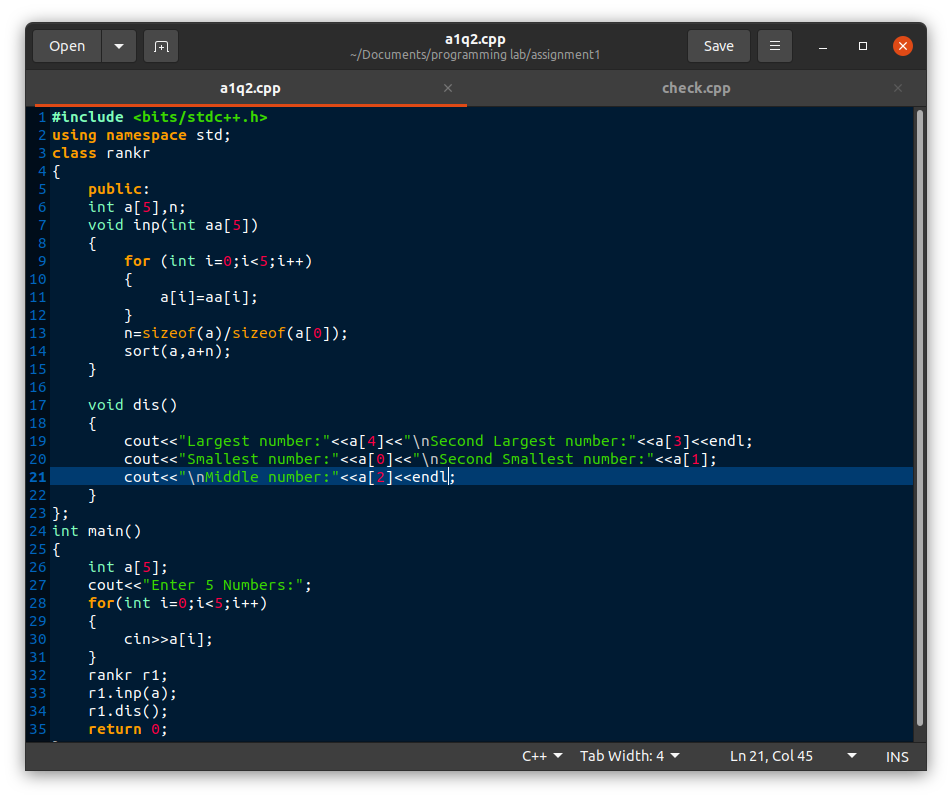 Open
a1q2.cpp
~/Documents/programming lab/assignment1
Save
a1q2.cpp
check.cpp
1 #include <bits/stdc++.h>
2 using namespace std;
3 class rankr
4 {
5     public:
6     int a[5],n;
7     void inp(int aa[5])
8     {
9         for (int i=0;i<5;i++)
10         {
11             a[i]=aa[i];
12         }
13         n=sizeof(a)/sizeof(a[0]);
14         sort(a,a+n);
15     }
16
17     void dis()
18     {
19         cout<<"Largest number:"<<a[4]<<"\nSecond Largest number:"<<a[3]<<endl;
20         cout<<"Smallest number:"<<a[0]<<"\nSecond Smallest number:"<<a[1];
21         cout<<"\nMiddle number:"<<a[2]<<endl;
22     }
23 };
24 int main()
25 {
26     int a[5];
27     cout<<"Enter 5 Numbers:";
28     for(int i=0;i<5;i++)
29     {
30         cin>>a[i];
31     }
32     rankr r1;
33     r1.inp(a);
34     r1.dis();
35     return 0;
C++ Tab Width: 4 Ln 21, Col 45 INS